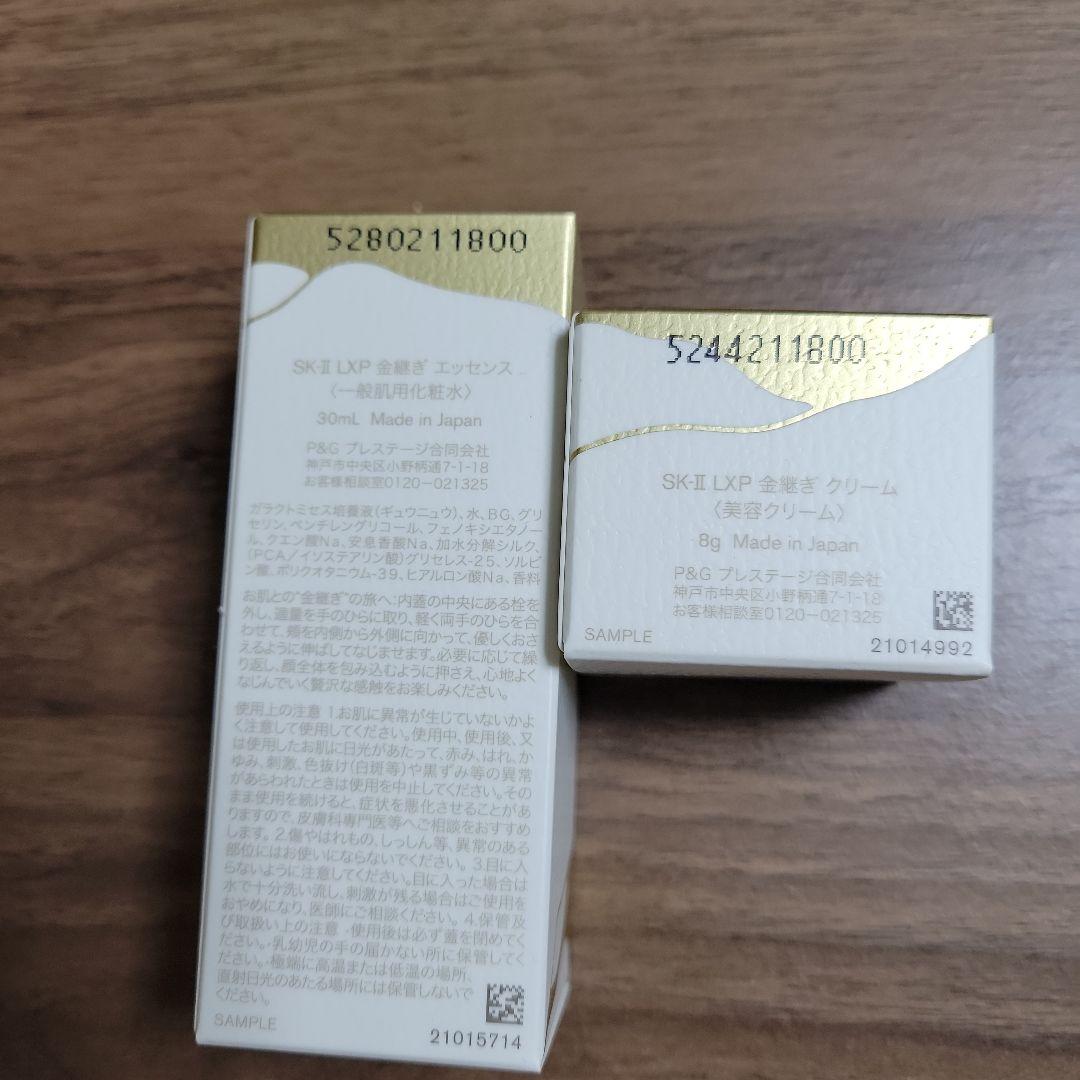 5280211800
SK-II LXP 金継ぎ エッセンス
〈一般肌用化粧水〉
30mL Made in Japan
P&G プレステージ合同会社
神戸市中央区小野柄通7-1-18
お客様相談室0120-021325
ガラクトミセス培養液(ギュウニュウ)、水、BG、グリ
セリン、ペンチレングリコール、フェノキシエタノー
ル、クエン酸Na、安息香酸Na、加水分解シルク、
(PCA/イソステアリン酸)グリセレス-25、ソルビ
ン酸、ポリクオタニウム-39、ヒアルロン酸Na、香料
お肌との"金継ぎ"の旅へ:内蓋の中央にある栓を
外し、適量を手のひらに取り、軽く両手のひらを合
わせて、頬を内側から外側に向かって、優しくおさ
えるように伸ばしてなじませます。必要に応じて繰
り返し、顔全体を包み込むように押さえ、心地よく
なじんでいく贅沢な感触をお楽しみください。
使用上の注意 1.お肌に異常が生じていないかよ
く注意して使用してください。使用中、使用後、又
は使用したお肌に日光があたって、赤み、はれ、か
ゆみ、刺激、色抜け(白斑等)や黒ずみ等の異常
があらわれたときは使用を中止してください。その
まま使用を続けると、症状を悪化させることがあ
りますので、皮膚科専門医等へご相談をおすすめ
します。2.傷やはれもの、しっしん等、異常のある
部位にはお使いにならないでください。3.目に入
らないように注意してください。目に入った場合は
水で十分洗い流し、刺激が残る場合はご使用を
おやめになり、医師にご相談ください。4.保管及
び取扱い上の注意 ・使用後は必ず蓋を閉めてく
ださい。・乳幼児の手の届かない所に保管してく
ださい。・極端に高温または低温の場所、
直射日光のあたる場所には保管しないで
ください。
SAMPLE
21015714
5244211800
SK-II LXP 金継ぎ クリーム
〈美容クリーム〉
8g Made in Japan
P&G プレステージ合同会社
神戸市中央区小野柄通7-1-18
お客様相談室0120-021325
SAMPLE
21014992